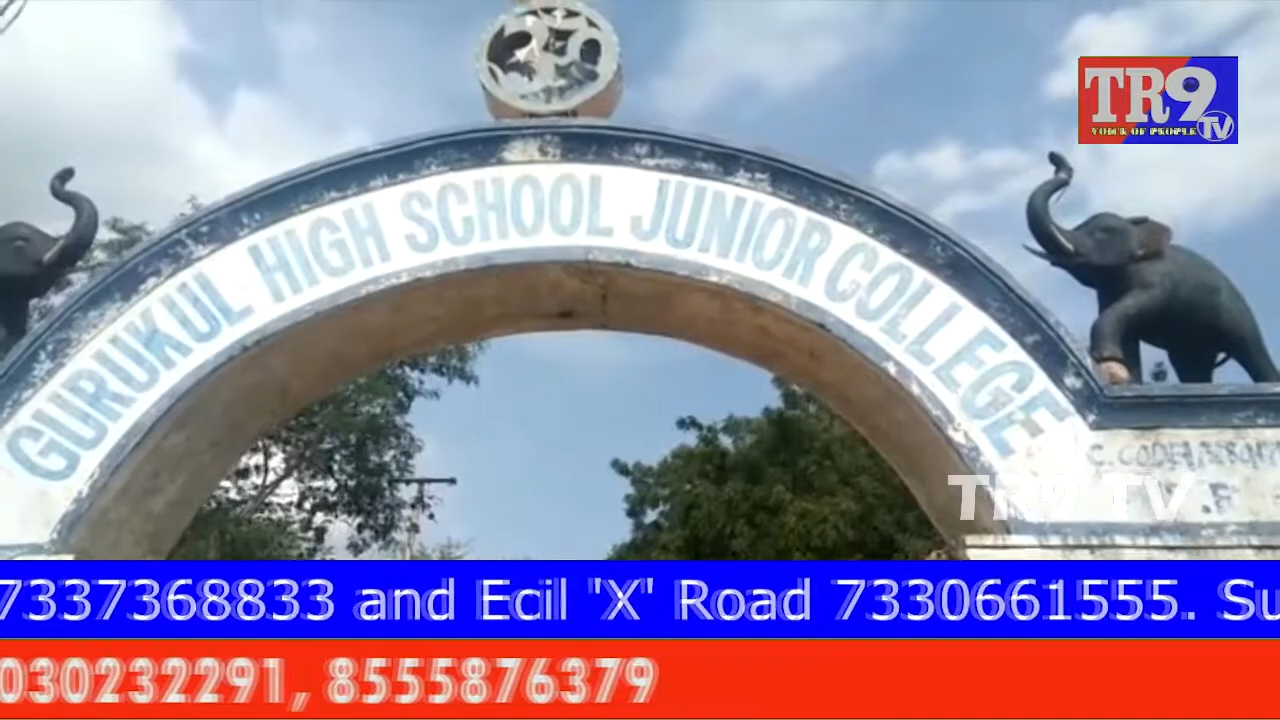 TR9
VOICE OF PEOPLE TV
GURUKUL HIGH SCHOOL JUNIOR COLLEGE
C. CODE
TR9 TV
7337368833 and Ecil "X" Road 7330661555. Su
030232291, 8555876379